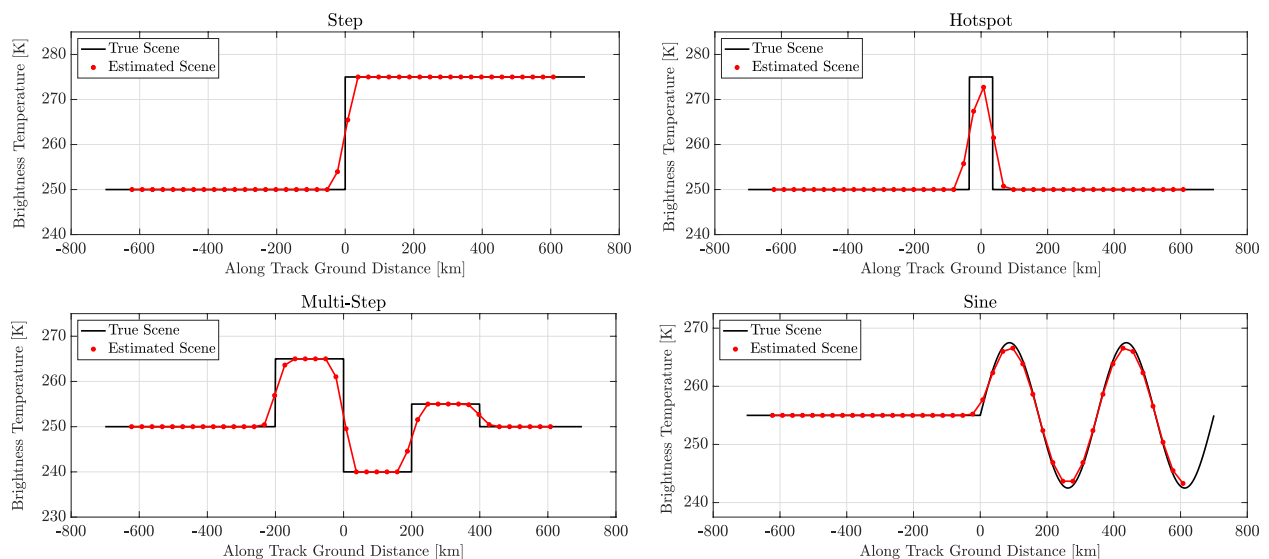 Step
Brightness Temperature [K]
280
270
260
250
240
True Scene
Estimated Scene
-800 -600 -400 -200 0 200 400 600 800
Along Track Ground Distance [km]
Hotspot
Brightness Temperature [K]
280
270
260
250
240
True Scene
Estimated Scene
-800 -600 -400 -200 0 200 400 600 800
Along Track Ground Distance [km]
Multi-Step
Brightness Temperature [K]
270
260
250
240
230
True Scene
Estimated Scene
-800 -600 -400 -200 0 200 400 600 800
Along Track Ground Distance [km]
Sine
Brightness Temperature [K]
270
260
250
240
True Scene
Estimated Scene
-800 -600 -400 -200 0 200 400 600 800
Along Track Ground Distance [km]